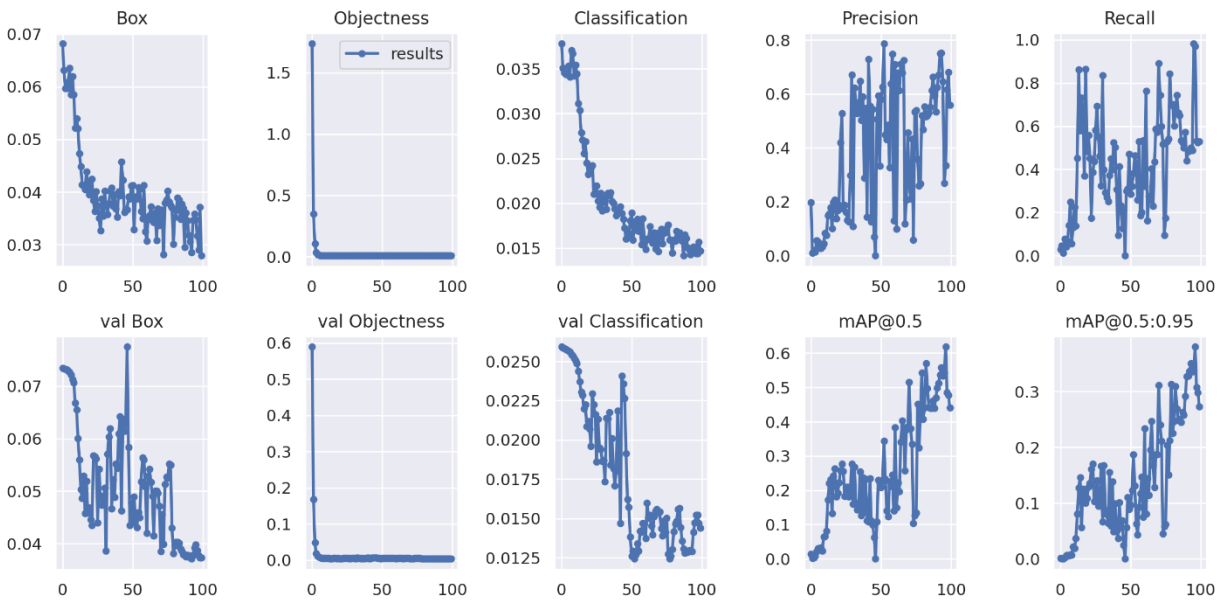 Box Objectness Classification Precision Recall
0.07 0.06 0.05 0.04 0.03
0 50 100
results
1.5 1.0 0.5 0.0
0 50 100
0.035 0.030 0.025 0.020 0.015
0 50 100
0.8 0.6 0.4 0.2 0.0
0 50 100
1.0 0.8 0.6 0.4 0.2 0.0
0 50 100
val Box val Objectness val Classification mAP@0.5 mAP@0.5:0.95
0.07 0.06 0.05 0.04
0 50 100
0.6 0.5 0.4 0.3 0.2 0.1 0.0
0 50 100
0.0250 0.0225 0.0200 0.0175 0.0150 0.0125
0 50 100
0.6 0.5 0.4 0.3 0.2 0.1 0.0
0 50 100
0.3 0.2 0.1 0.0
0 50 100